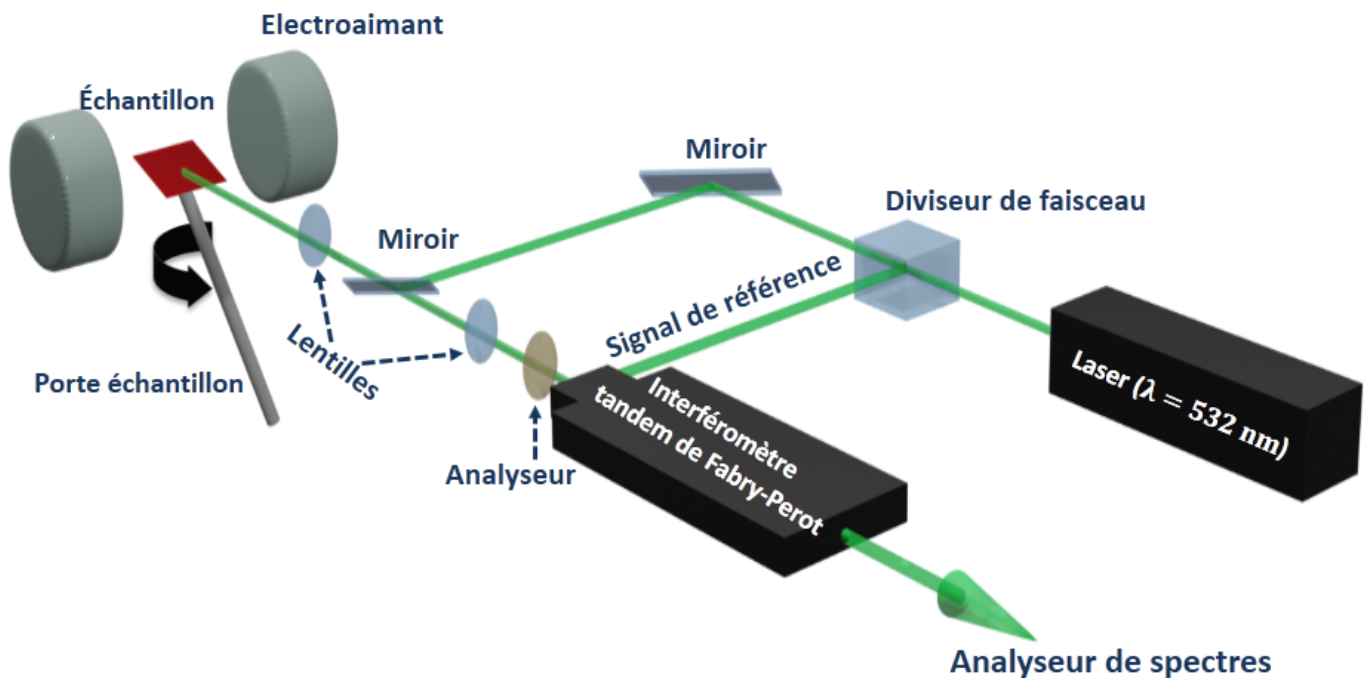 Electroaimant
Échantillon
Miroir
Diviseur de faisceau
Miroir
Signal de référence
Lentilles
Porte échantillon
Laser (λ = 532 nm)
Interféromètre
tandem de Fabry-Perot
Analyseur
Analyseur de spectres